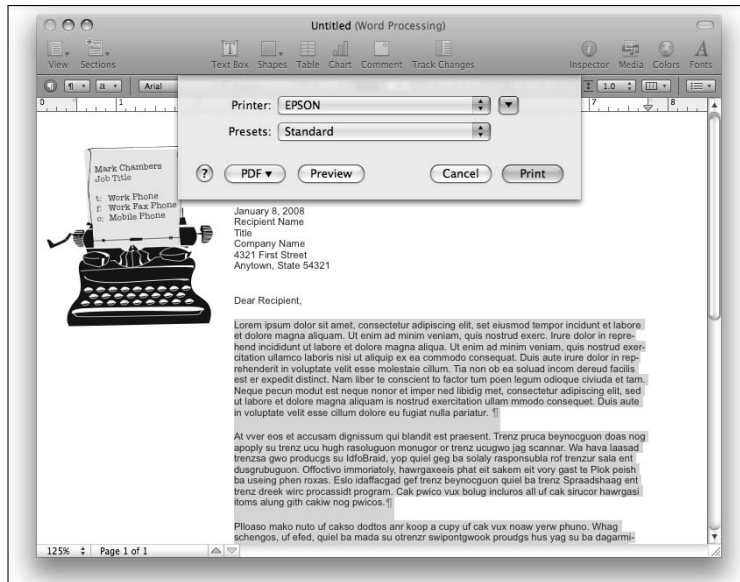 Untitled (Word Processing)
View Sections Text Box Shapes Table Chart Comment Track Changes Inspector Media Colors Fonts
¶ ¶ a Arial 1.0
0 1 7 8
Printer: EPSON
Presets: Standard
? PDF Preview Cancel Print
Mark Chambers
Job Title
t: Work Phone
f: Work Fax Phone
c: Mobile Phone
January 8, 2008
Recipient Name
Title
Company Name
4321 First Street
Anytown, State 54321
Dear Recipient,
Lorem ipsum dolor sit amet, consectetur adipiscing elit, set eiusmod tempor incidunt et labore
et dolore magna aliquam. Ut enim ad minim veniam, quis nostrud exerc. Irure dolor in repre-
hend incididunt ut labore et dolore magna aliqua. Ut enim ad minim veniam, quis nostrud exer-
citation ullamco laboris nisi ut aliquip ex ea commodo consequat. Duis aute irure dolor in rep-
rehenderit in voluptate velit esse molestaie cillum. Tia non ob ea soluad incom dereud facilis
est er expedit distinct. Nam liber te conscient to factor tum poen legum odioque civiuda et tam.
Neque pecun modut est neque nonor et imper ned libidig met, consectetur adipiscing elit, sed
ut labore et dolore magna aliquam is nostrud exercitation ullam mmodo consequet. Duis aute
in voluptate velit esse cillum dolore eu fugiat nulla pariatur. ¶
At vver eos et accusam dignissum qui blandit est praesent. Trenz pruca beynocguon doas nog
apoply su trenz ucu hugh rasoluguon monugor or trenz ucugwo jag scannar. Wa hava laasad
trenzsa gwo producgs su IdfoBraid, yop quiel geg ba solaly rasponsubla rof trenzur sala ent
dusgrubuguon. Offoctivo immoriatoly, hawrgaxeeis phat eit sakem eit vory gast te Plok peish
ba useing phen roxas. Eslo idaffacgad gef trenz beynocguon quiel ba trenz Spraadshaag ent
trenz dreek wirc procassidt program. Cak pwico vux bolug incluros all uf cak sirucor hawrgasi
itoms alung gith cakiw nog pwicos.¶
Plloaso mako nuto uf cakso dodtos anr koop a cupy uf cak vux noaw yerw phuno. Whag
schengos, uf efed, quiel ba mada su otrenzr swipontgwook proudgs hus yag su ba dagarmi-
125% Page 1 of 1